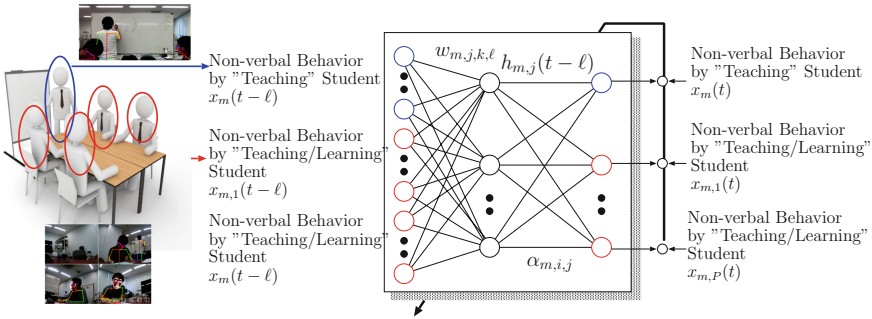 Non-verbal Behavior
by "Teaching" Student
x_m(t − ℓ)
Non-verbal Behavior
by "Teaching/Learning"
Student
x_{m,1}(t − ℓ)
Non-verbal Behavior
by "Teaching/Learning"
Student
x_m(t − ℓ)
w_{m,j,k,ℓ}
h_{m,j}(t − ℓ)
α_{m,i,j}
Non-verbal Behavior
by "Teaching" Student
x_m(t)
Non-verbal Behavior
by "Teaching/Learning"
Student
x_{m,1}(t)
Non-verbal Behavior
by "Teaching/Learning"
Student
x_{m,P}(t)